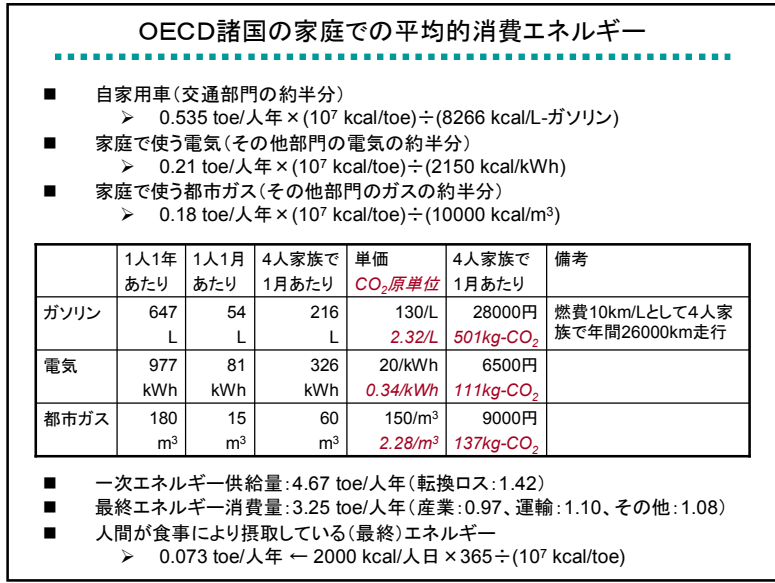 OECD諸国の家庭での平均的消費エネルギー
■ 自家用車(交通部門の約半分)
➢ 0.535 toe/人年×(10⁷ kcal/toe)÷(8266 kcal/L-ガソリン)
■ 家庭で使う電気(その他部門の電気の約半分)
➢ 0.21 toe/人年×(10⁷ kcal/toe)÷(2150 kcal/kWh)
■ 家庭で使う都市ガス(その他部門のガスの約半分)
➢ 0.18 toe/人年×(10⁷ kcal/toe)÷(10000 kcal/m³)
1人1年 1人1月 4人家族で 単価 4人家族で 備考
あたり あたり 1月あたり CO₂原単位 1月あたり
ガソリン 647 54 216 130/L 28000円 燃費10km/Lとして4人家
L L L 2.32/L 501kg-CO₂ 族で年間26000km走行
電気 977 81 326 20/kWh 6500円
kWh kWh kWh 0.34/kWh 111kg-CO₂
都市ガス 180 15 60 150/m³ 9000円
m³ m³ m³ 2.28/m³ 137kg-CO₂
■ 一次エネルギー供給量:4.67 toe/人年(転換ロス:1.42)
■ 最終エネルギー消費量:3.25 toe/人年(産業:0.97、運輸:1.10、その他:1.08)
■ 人間が食事により摂取している(最終)エネルギー
➢ 0.073 toe/人年 ← 2000 kcal/人日×365÷(10⁷ kcal/toe)